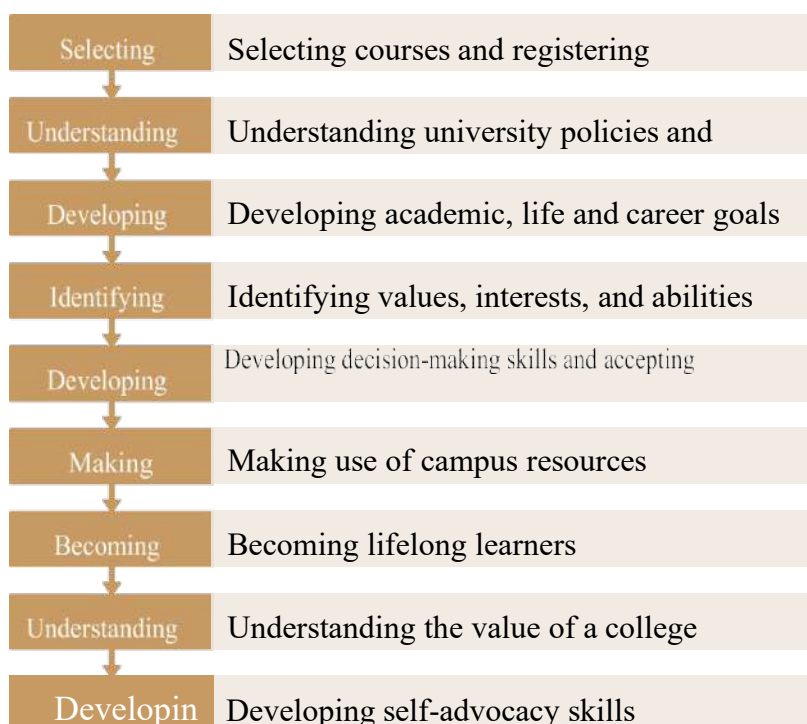 Selecting Selecting courses and registering
Understanding Understanding university policies and
Developing Developing academic, life and career goals
Identifying Identifying values, interests, and abilities
Developing Developing decision-making skills and accepting
Making Making use of campus resources
Becoming Becoming lifelong learners
Understanding Understanding the value of a college
Developin Developing self-advocacy skills